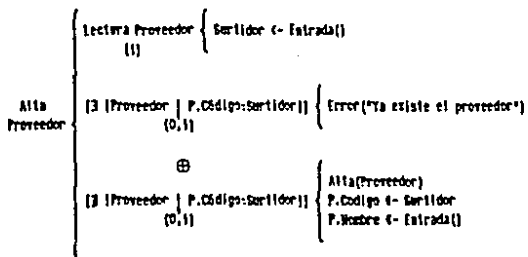 Lectura Proveedor { Surtidor <- Entrada()
(1)
Alta
Proveedor
[∃ !Proveedor | P.Código=Surtidor]] { Error("Ya existe el proveedor")
(0,1)
⊕
[∃ !Proveedor | P.Código=Surtidor]] { Alta(Proveedor)
(0,1)
P.Codigo <- Surtidor
P.Nombre <- Entrada()